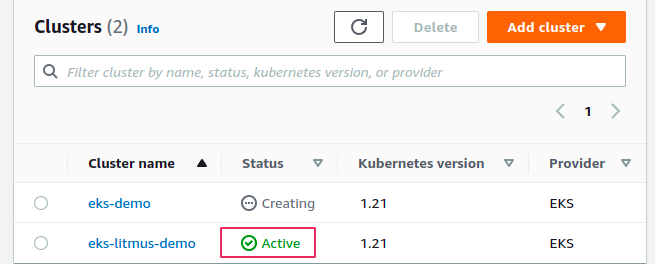 Clusters (2) Info Delete Add cluster
Filter cluster by name, status, kubernetes version, or provider
1
Cluster name Status Kubernetes version Provider
eks-demo Creating 1.21 EKS
eks-litmus-demo Active 1.21 EKS